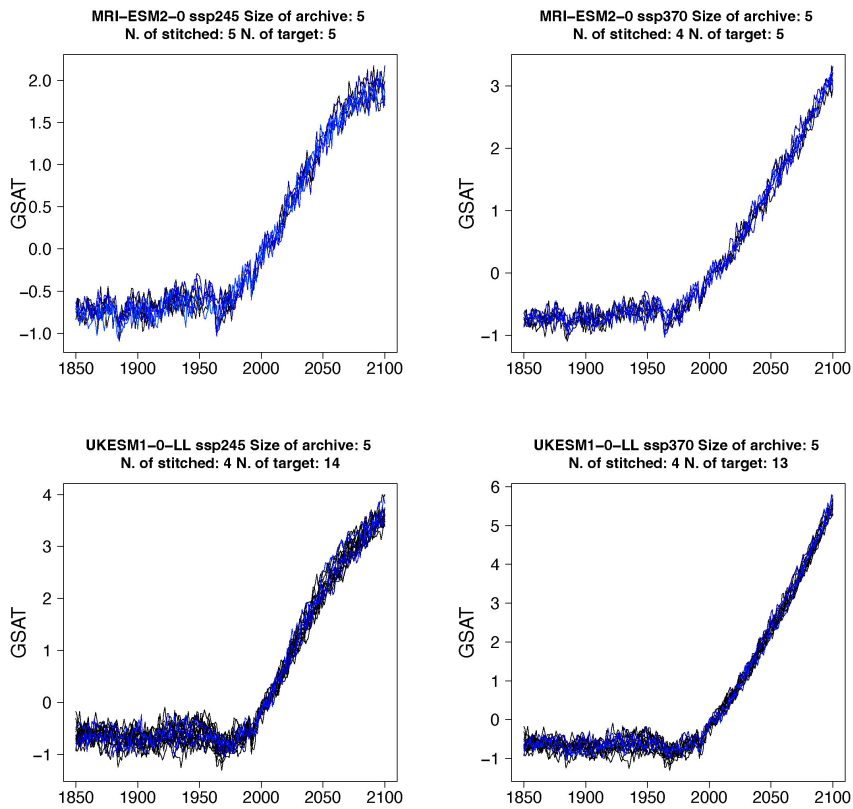 MRI−ESM2−0 ssp245 Size of archive: 5
N. of stitched: 5 N. of target: 5
GSAT
2.0
1.5
1.0
0.5
0.0
−0.5
−1.0
1850 1900 1950 2000 2050 2100
MRI−ESM2−0 ssp370 Size of archive: 5
N. of stitched: 4 N. of target: 5
GSAT
3
2
1
0
−1
1850 1900 1950 2000 2050 2100
UKESM1−0−LL ssp245 Size of archive: 5
N. of stitched: 4 N. of target: 14
GSAT
4
3
2
1
0
−1
1850 1900 1950 2000 2050 2100
UKESM1−0−LL ssp370 Size of archive: 5
N. of stitched: 4 N. of target: 13
GSAT
6
5
4
3
2
1
0
−1
1850 1900 1950 2000 2050 2100